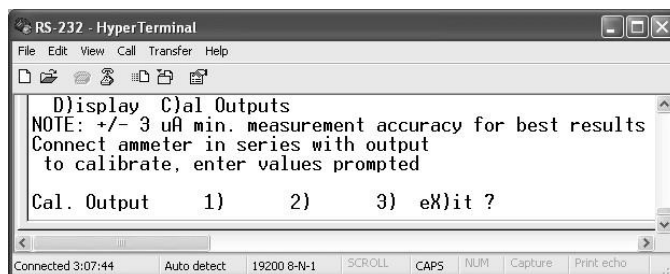 RS-232 - HyperTerminal
File Edit View Call Transfer Help
D)isplay C)al Outputs
NOTE: +/- 3 uA min. measurement accuracy for best results
Connect ammeter in series with output
to calibrate, enter values prompted
Cal. Output 1) 2) 3) eX)it ?
Connected 3:07:44 Auto detect 19200 8-N-1 SCROLL CAPS NUM Capture Print echo